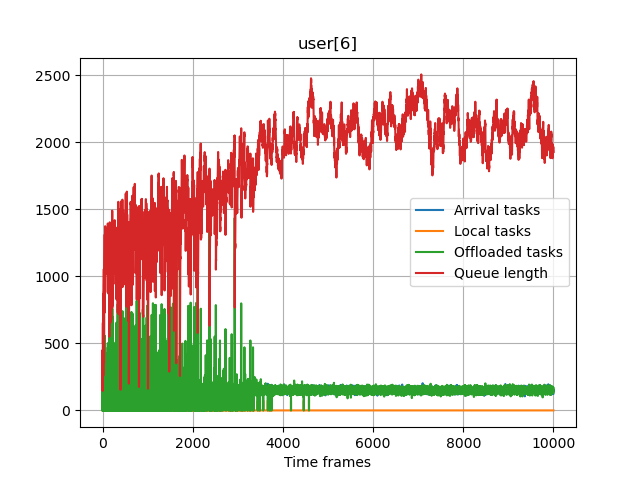 user[6]
2500
2000
1500
1000
500
0
Arrival tasks
Local tasks
Offloaded tasks
Queue length
0 2000 4000 6000 8000 10000
Time frames